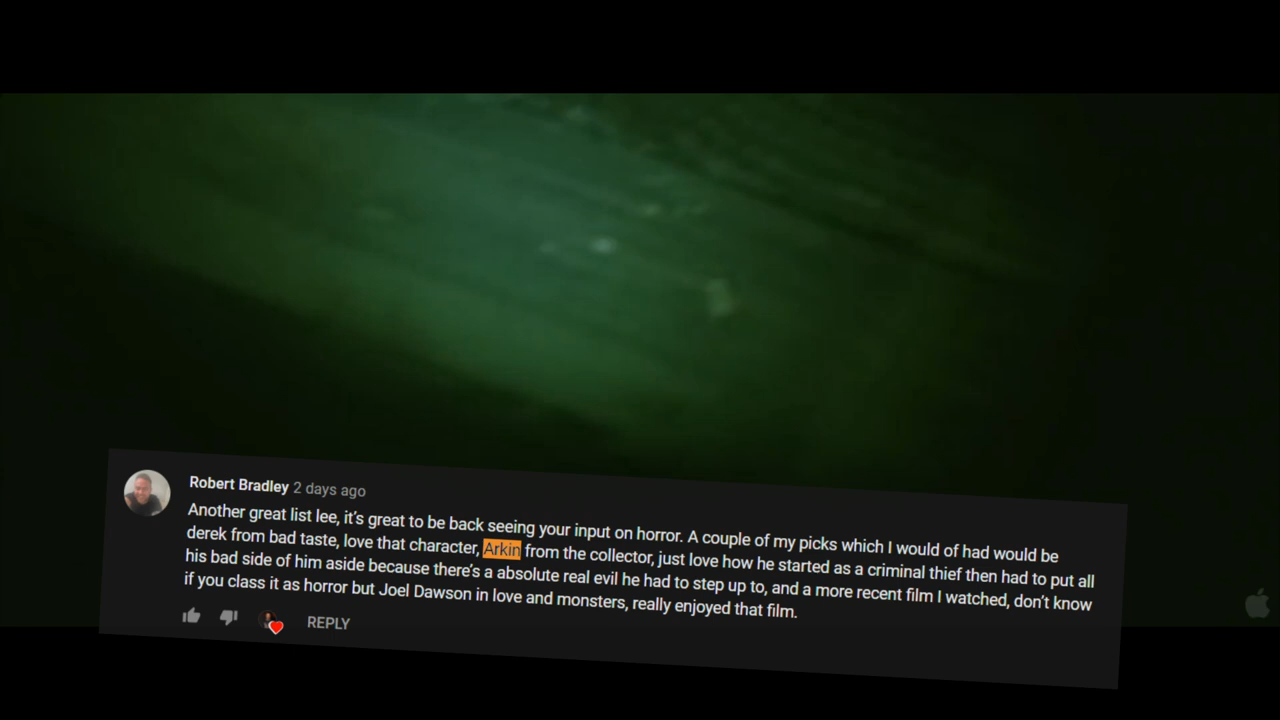 Robert Bradley 2 days ago
Another great list lee, it's great to be back seeing your input on horror. A couple of my picks which I would of had would be
derek from bad taste, love that character, Arkin from the collector, just love how he started as a criminal thief then had to put all
his bad side of him aside because there's a absolute real evil he had to step up to, and a more recent film I watched, don't know
if you class it as horror but Joel Dawson in love and monsters, really enjoyed that film.
REPLY